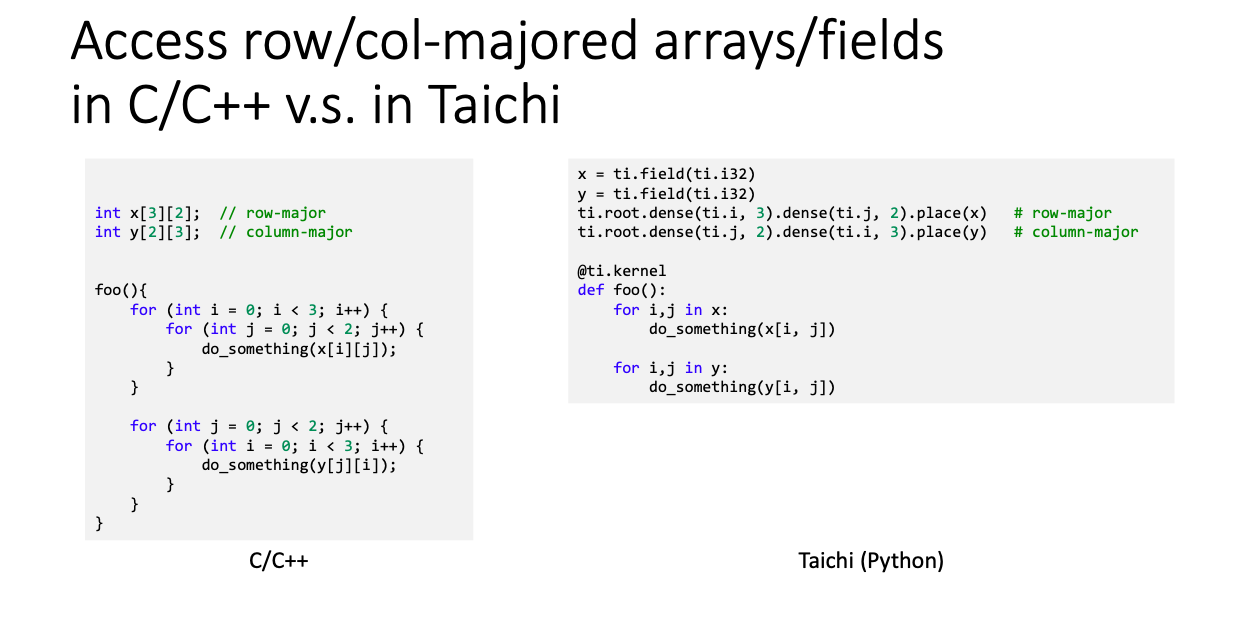 Access row/col-majored arrays/fields
in C/C++ v.s. in Taichi
int x[3][2];  // row-major
int y[2][3];  // column-major
foo(){
    for (int i = 0; i < 3; i++) {
        for (int j = 0; j < 2; j++) {
            do_something(x[i][j]);
        }
    }
    for (int j = 0; j < 2; j++) {
        for (int i = 0; i < 3; i++) {
            do_something(y[j][i]);
        }
    }
}
C/C++
x = ti.field(ti.i32)
y = ti.field(ti.i32)
ti.root.dense(ti.i, 3).dense(ti.j, 2).place(x)   # row-major
ti.root.dense(ti.j, 2).dense(ti.i, 3).place(y)   # column-major
@ti.kernel
def foo():
    for i,j in x:
        do_something(x[i, j])
    for i,j in y:
        do_something(y[i, j])
Taichi (Python)